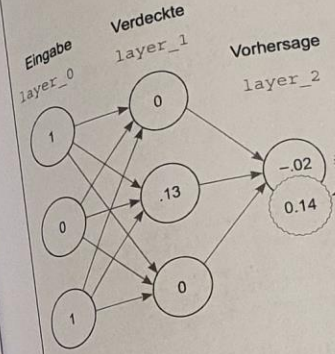 Eingabe
layer_0
Verdeckte
layer_1
Vorhersage
layer_2
1
0
1
0
.13
0
-.02
0.14